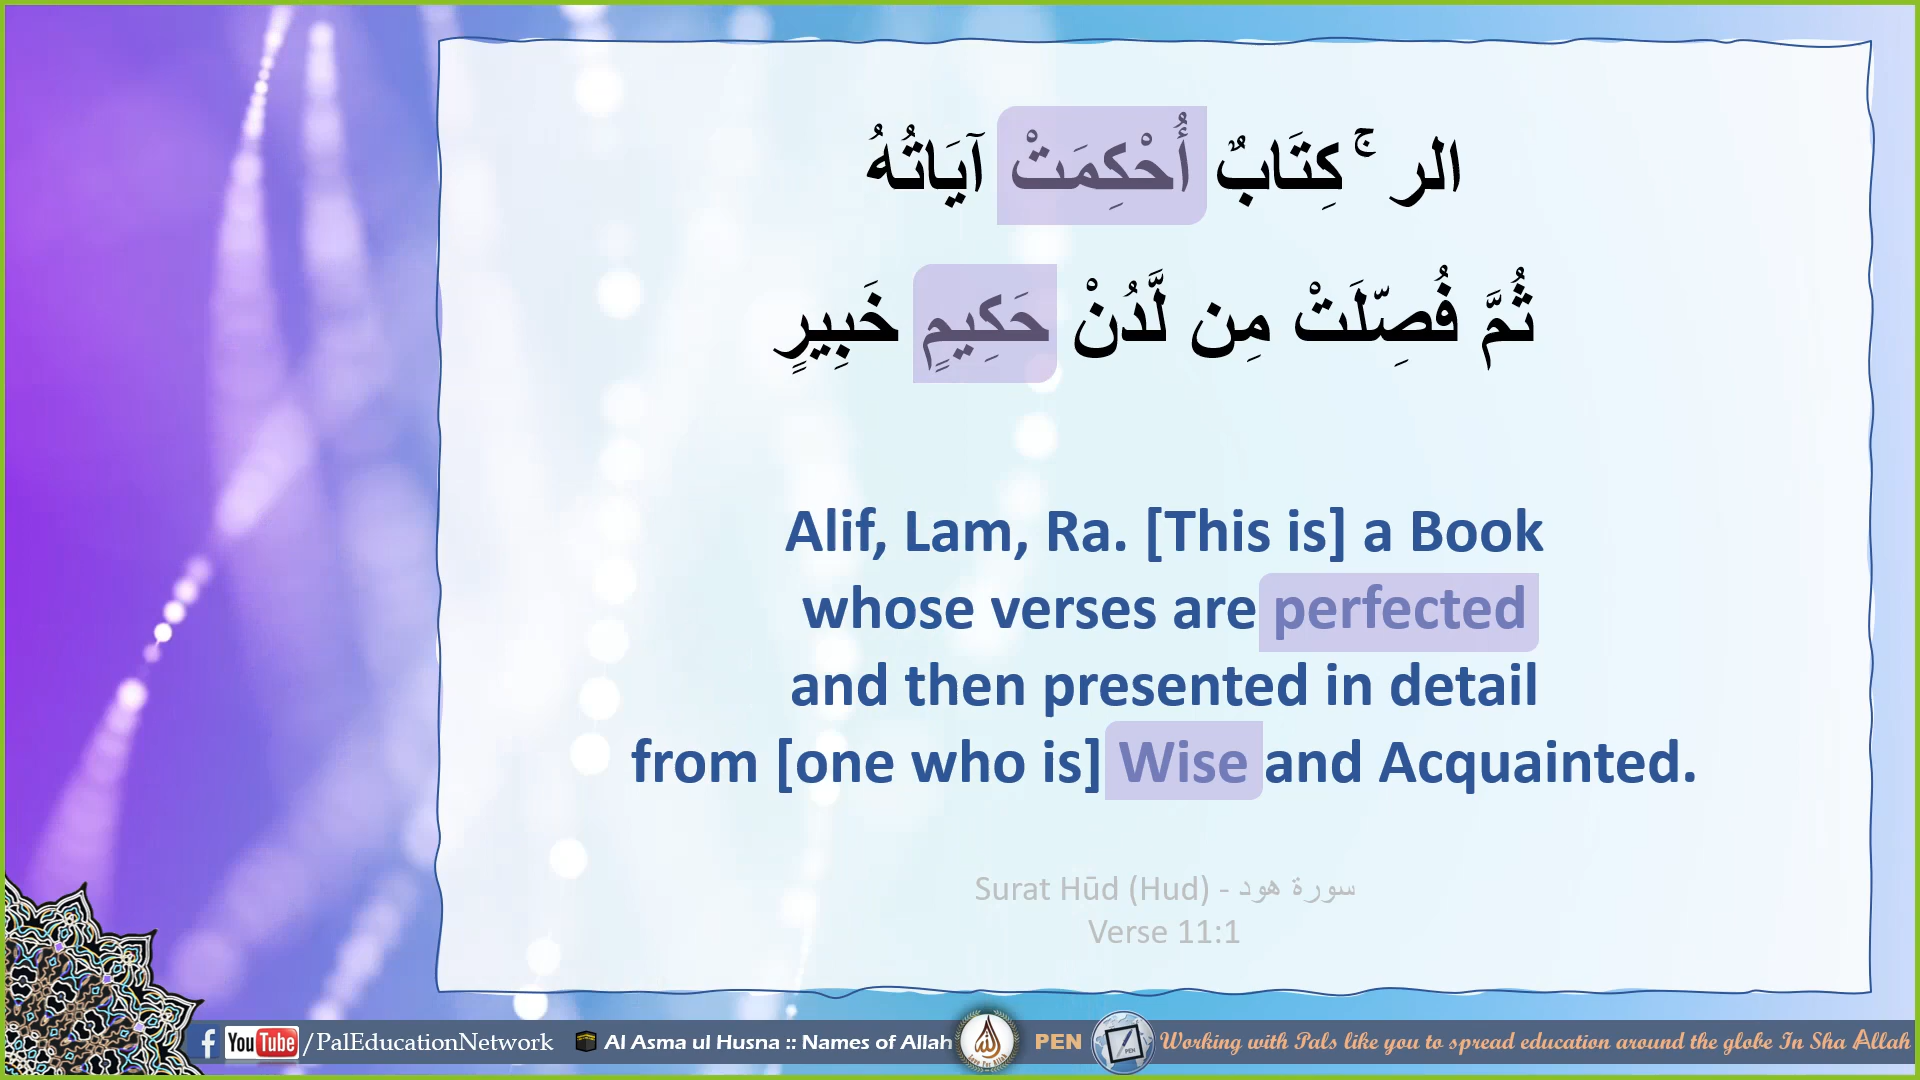 الر ۚ كِتَابٌ أُحْكِمَتْ آيَاتُهُ
ثُمَّ فُصِّلَتْ مِن لَّدُنْ حَكِيمٍ خَبِيرٍ
Alif, Lam, Ra. [This is] a Book
whose verses are perfected
and then presented in detail
from [one who is] Wise and Acquainted.
Surat Hūd (Hud) - سورة هود
Verse 11:1
f YouTube /PalEducationNetwork Al Asma ul Husna :: Names of Allah PEN Working with Pals like you to spread education around the globe In Sha Allah